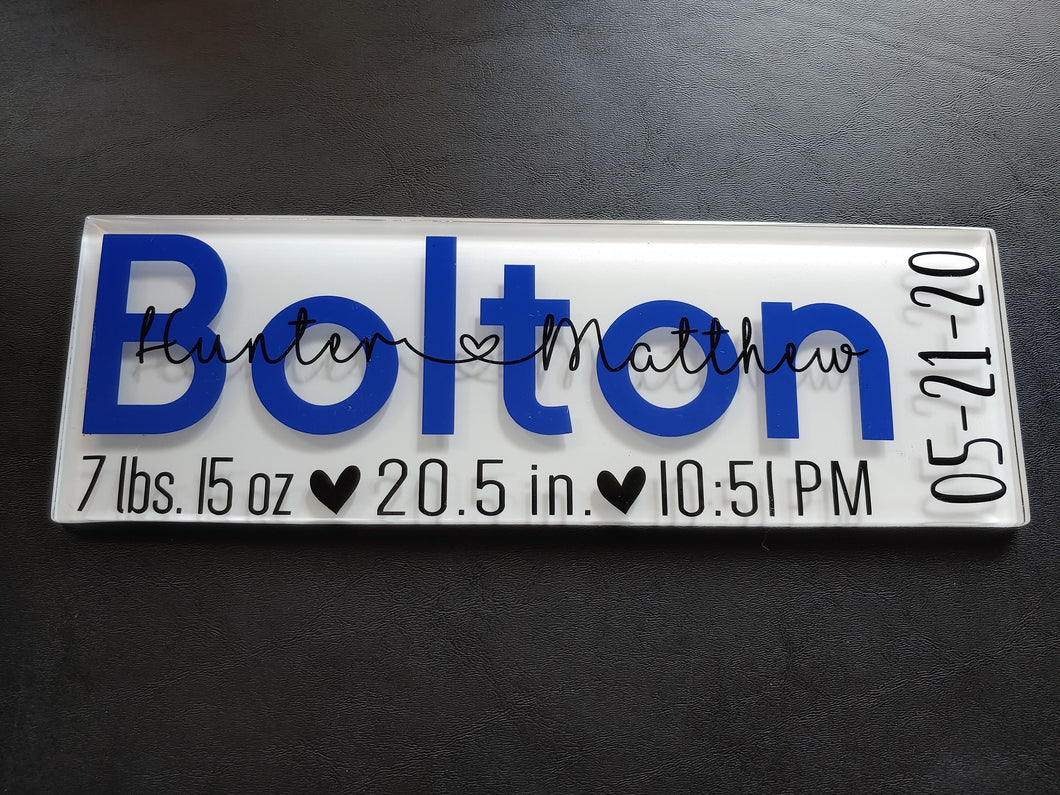 Bolton
Hunter Matthew
7 lbs. 15 oz ♥ 20.5 in. ♥ 10:51 PM
05-21-20